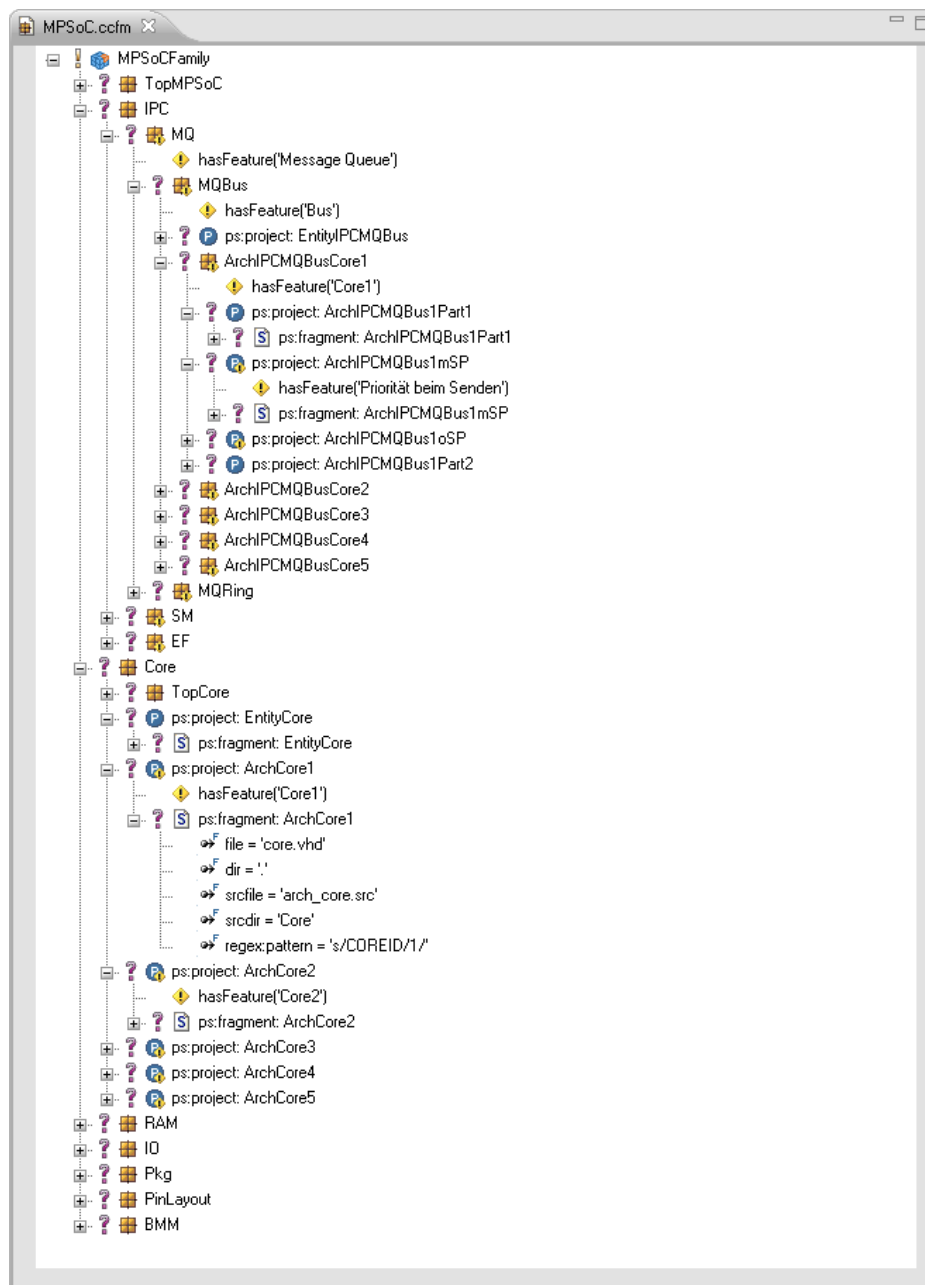 MPSoC.ccfm
MPSoCFamily
TopMPSoC
IPC
MQ
hasFeature('Message Queue')
MQBus
hasFeature('Bus')
ps:project: EntityIPCMQBus
ArchIPCMQBusCore1
hasFeature('Core1')
ps:project: ArchIPCMQBus1Part1
ps:fragment: ArchIPCMQBus1Part1
ps:project: ArchIPCMQBus1mSP
hasFeature('Priorität beim Senden')
ps:fragment: ArchIPCMQBus1mSP
ps:project: ArchIPCMQBus1oSP
ps:project: ArchIPCMQBus1Part2
ArchIPCMQBusCore2
ArchIPCMQBusCore3
ArchIPCMQBusCore4
ArchIPCMQBusCore5
MQRing
SM
EF
Core
TopCore
ps:project: EntityCore
ps:fragment: EntityCore
ps:project: ArchCore1
hasFeature('Core1')
ps:fragment: ArchCore1
file = 'core.vhd'
dir = '.'
srcfile = 'arch_core.src'
srcdir = 'Core'
regex:pattern = 's/COREID/1/'
ps:project: ArchCore2
hasFeature('Core2')
ps:fragment: ArchCore2
ps:project: ArchCore3
ps:project: ArchCore4
ps:project: ArchCore5
RAM
IO
Pkg
PinLayout
BMM